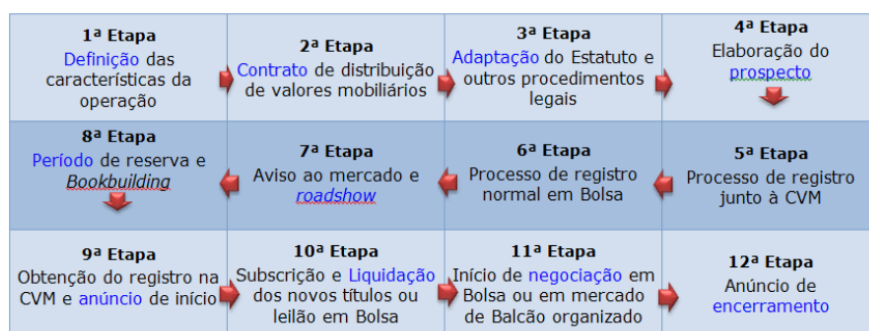 1ª Etapa
Definição das
características da
operação
2ª Etapa
Contrato de distribuição
de valores mobiliários
3ª Etapa
Adaptação do Estatuto e
outros procedimentos
legais
4ª Etapa
Elaboração do
prospecto
5ª Etapa
Processo de registro
junto à CVM
6ª Etapa
Processo de registro
normal em Bolsa
7ª Etapa
Aviso ao mercado e
roadshow
8ª Etapa
Período de reserva e
Bookbuilding
9ª Etapa
Obtenção do registro na
CVM e anúncio de início
10ª Etapa
Subscrição e Liquidação
dos novos títulos ou
leilão em Bolsa
11ª Etapa
Início de negociação em
Bolsa ou em mercado
de Balcão organizado
12ª Etapa
Anúncio de
encerramento